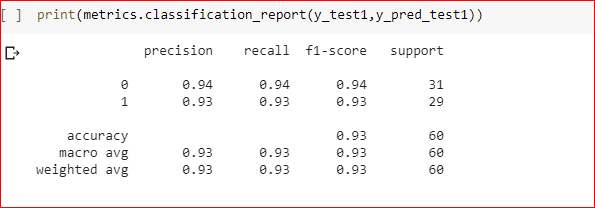 [ ] print(metrics.classification_report(y_test1,y_pred_test1))
precision recall f1-score support
0 0.94 0.94 0.94 31
1 0.93 0.93 0.93 29
accuracy 0.93 60
macro avg 0.93 0.93 0.93 60
weighted avg 0.93 0.93 0.93 60